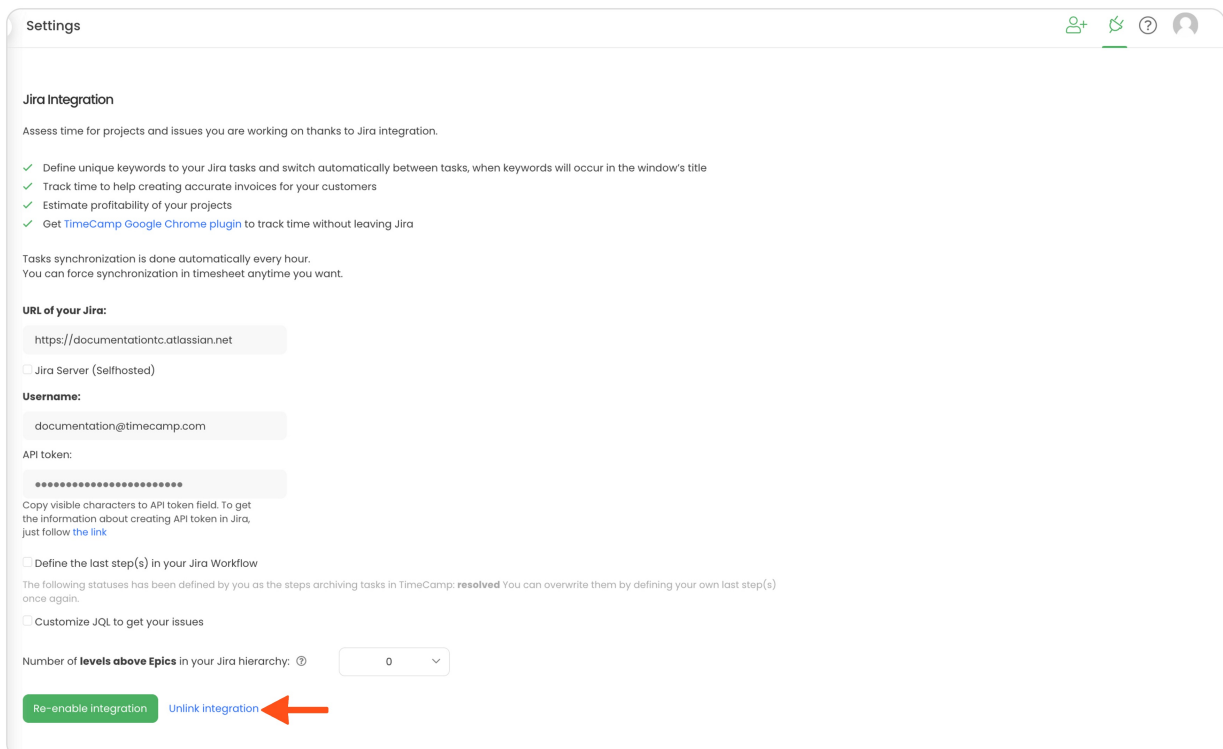 Settings
Jira Integration
Assess time for projects and issues you are working on thanks to Jira integration.
Define unique keywords to your Jira tasks and switch automatically between tasks, when keywords will occur in the window's title
Track time to help creating accurate invoices for your customers
Estimate profitability of your projects
Get TimeCamp Google Chrome plugin to track time without leaving Jira
Tasks synchronization is done automatically every hour.
You can force synchronization in timesheet anytime you want.
URL of your Jira:
https://documentationtc.atlassian.net
Jira Server (Selfhosted)
Username:
documentation@timecamp.com
API token:
••••••••••••••••••••••••
Copy visible characters to API token field. To get
the information about creating API token in Jira,
just follow the link
Define the last step(s) in your Jira Workflow
The following statuses has been defined by you as the steps archiving tasks in TimeCamp: resolved You can overwrite them by defining your own last step(s)
once again.
Customize JQL to get your issues
Number of levels above Epics in your Jira hierarchy: ? 0
Re-enable integration Unlink integration